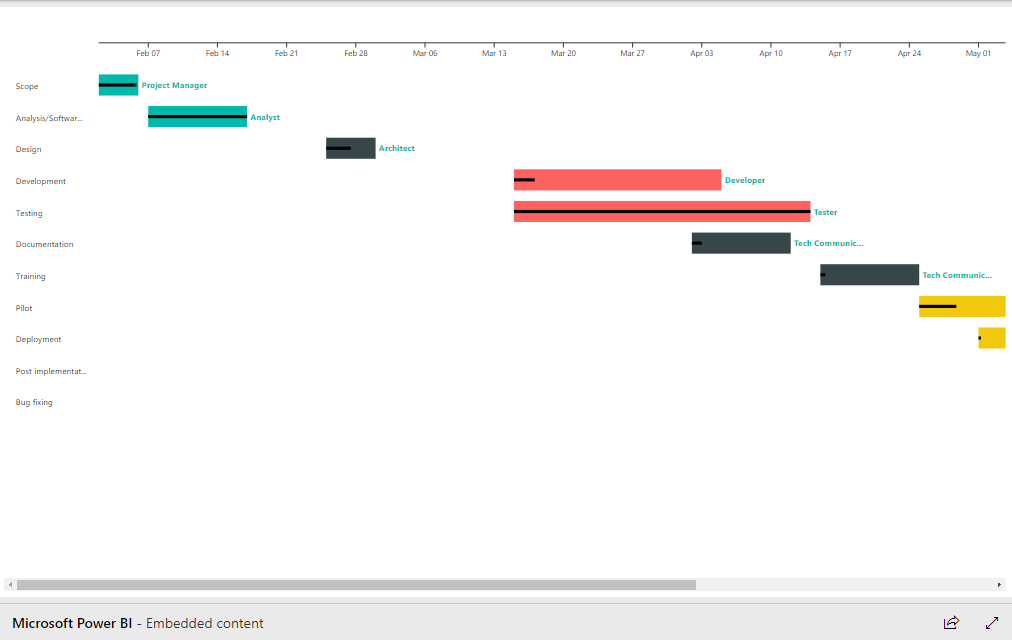 Feb 07 Feb 14 Feb 21 Feb 28 Mar 06 Mar 13 Mar 20 Mar 27 Apr 03 Apr 10 Apr 17 Apr 24 May 01
Scope Project Manager
Analysis/Softwar... Analyst
Design Architect
Development Developer
Testing Tester
Documentation Tech Communic...
Training Tech Communic...
Pilot
Deployment
Post implementat...
Bug fixing
Microsoft Power BI - Embedded content